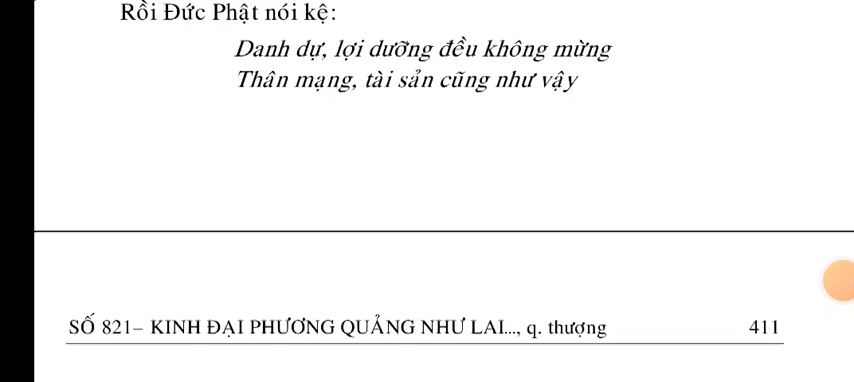 Rồi Đức Phật nói kệ:
Danh dự, lợi dưỡng đều không mừng
Thân mạng, tài sản cũng như vậy
SỐ 821– KINH ĐẠI PHƯƠNG QUẢNG NHƯ LAI..., q. thượng 411